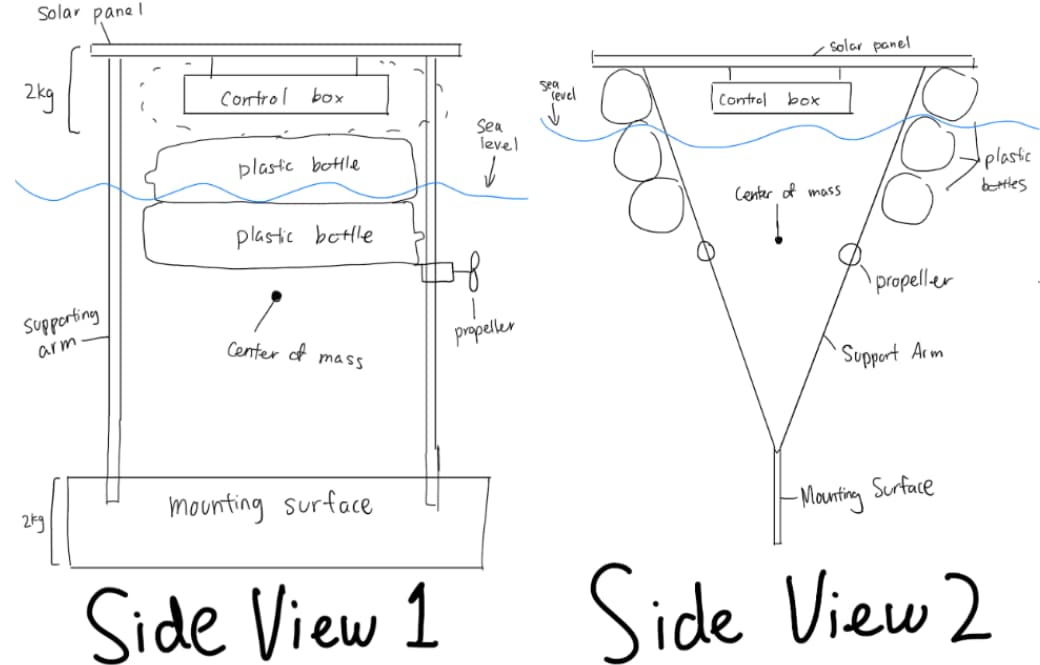 Solar panel
2kg
Control box
plastic bottle
Sea
level
plastic bottle
propeller
Supporting
arm
Center of mass
mounting surface
2kg
Side View 1
Solar panel
Sea
level
Control box
plastic
bottles
Center of mass
propeller
Support Arm
Mounting Surface
Side View 2